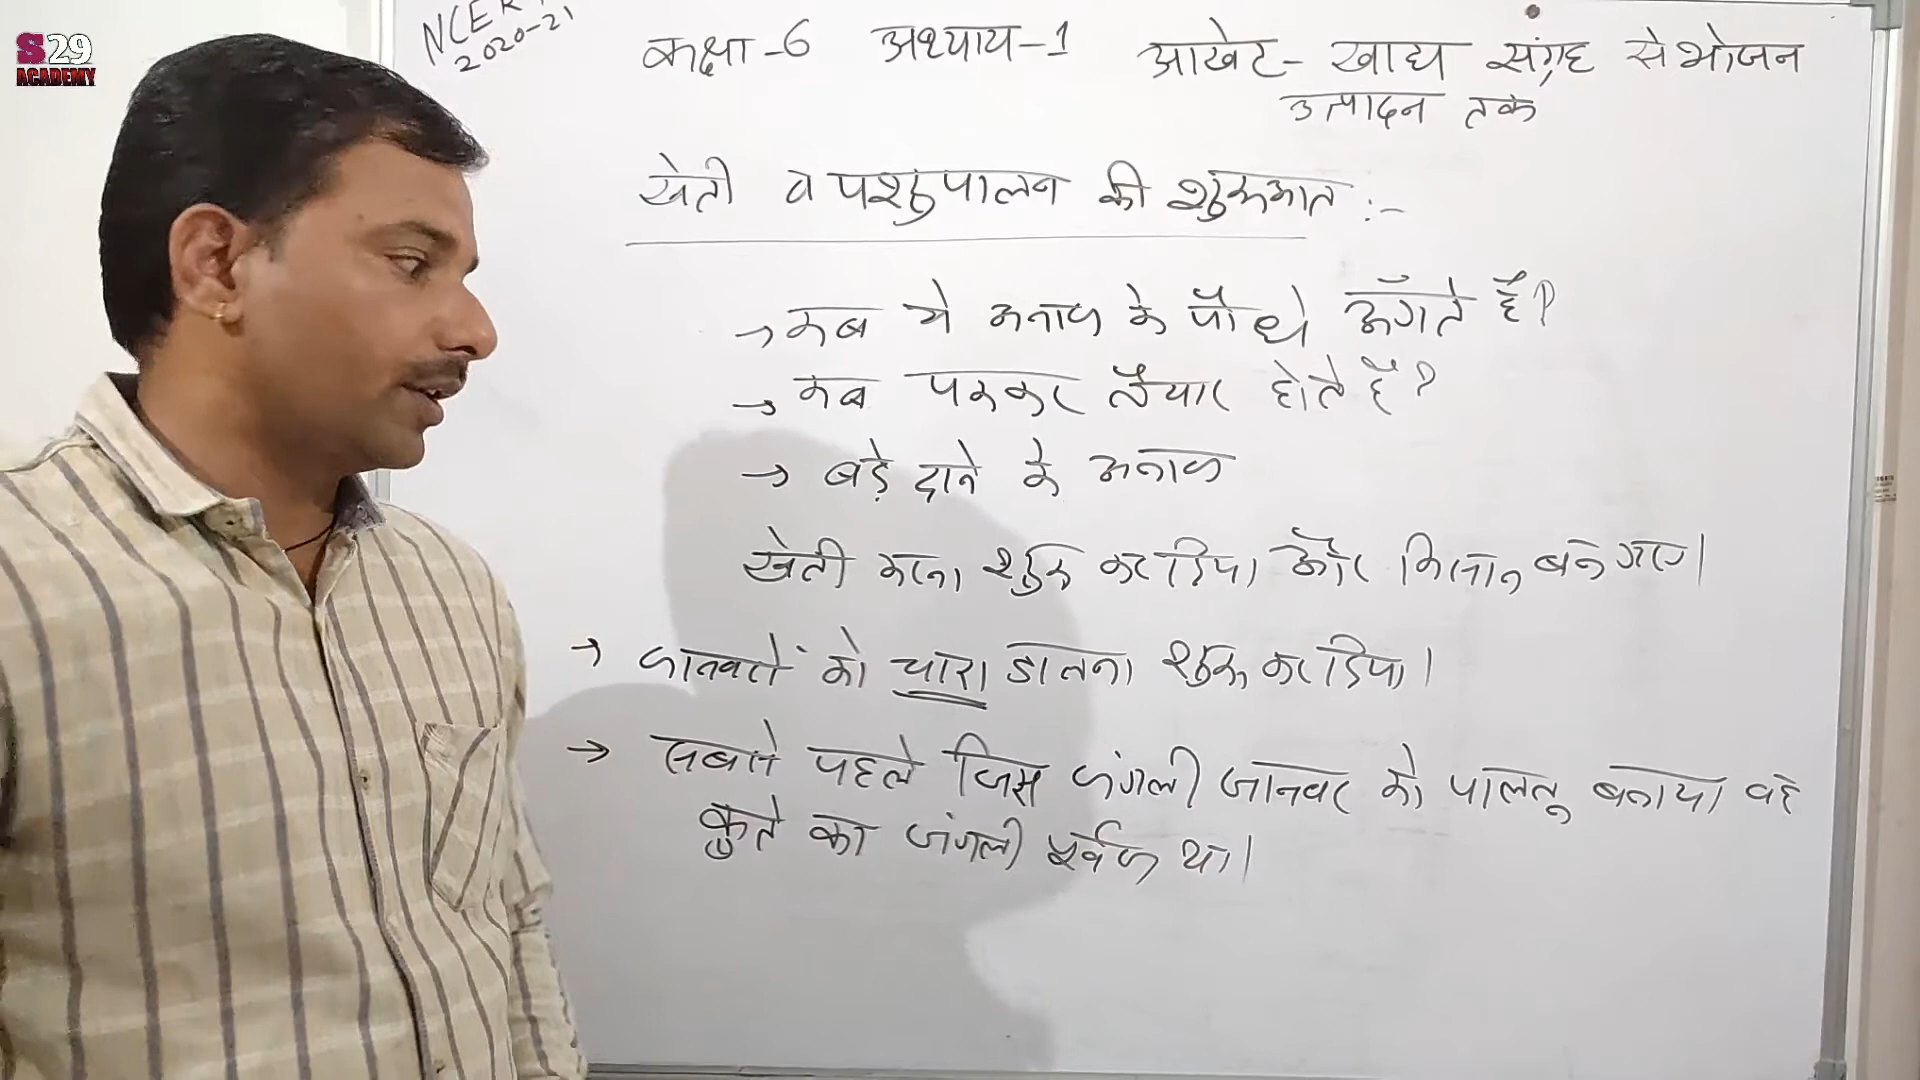 S29
ACADEMY
NCER
2020-21
कक्षा -6 अध्याय-1 आखेट- खाद्य संग्रह से भोजन
उत्पादन तक
खेती व पशुपालन की शुरूआत :-
→ कब ये अनाज के पौधे ऊँगते हैं?
→ कब पककर तैयार होते हैं?
→ बड़े दाने के अनाज
खेती करना शुरू कर दिया और किसान बन गए।
→ जानवरों को चारा डालना शुरू कर दिया।
→ सबसे पहले जिस जंगली जानवर को पालतू बनाया वह
कुत्ते का जंगली पूर्वज था।